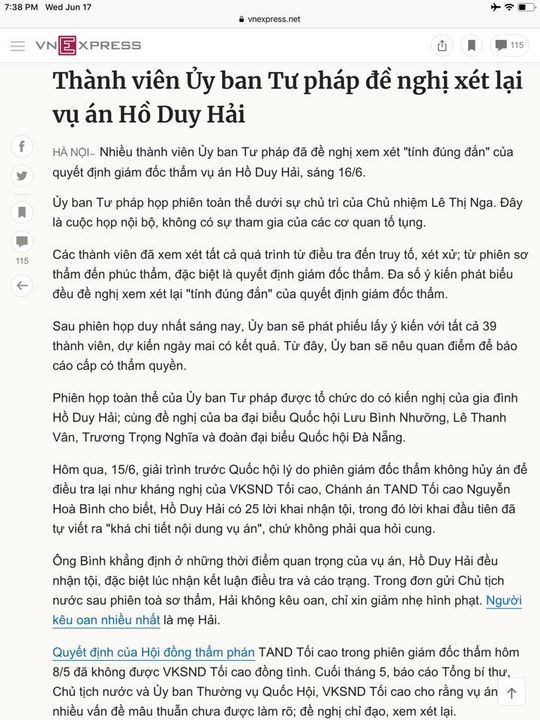 7:38 PM Wed Jun 17
vnexpress.net
VNEXPRESS
115
Thành viên Ủy ban Tư pháp đề nghị xét lại
vụ án Hồ Duy Hải
HÀ NỘI– Nhiều thành viên Ủy ban Tư pháp đã đề nghị xem xét "tính đúng đắn" của
quyết định giám đốc thẩm vụ án Hồ Duy Hải, sáng 16/6.
Ủy ban Tư pháp họp phiên toàn thể dưới sự chủ trì của Chủ nhiệm Lê Thị Nga. Đây
là cuộc họp nội bộ, không có sự tham gia của các cơ quan tố tụng.
115
Các thành viên đã xem xét tất cả quá trình từ điều tra đến truy tố, xét xử; từ phiên sơ
thẩm đến phúc thẩm, đặc biệt là quyết định giám đốc thẩm. Đa số ý kiến phát biểu
đều đề nghị xem xét lại "tính đúng đắn" của quyết định giám đốc thẩm.
Sau phiên họp duy nhất sáng nay, Ủy ban sẽ phát phiếu lấy ý kiến với tất cả 39
thành viên, dự kiến ngày mai có kết quả. Từ đây, Ủy ban sẽ nêu quan điểm để báo
cáo cấp có thẩm quyền.
Phiên họp toàn thể của Ủy ban Tư pháp được tổ chức do có kiến nghị của gia đình
Hồ Duy Hải; cùng đề nghị của ba đại biểu Quốc hội Lưu Bình Nhưỡng, Lê Thanh
Vân, Trương Trọng Nghĩa và đoàn đại biểu Quốc hội Đà Nẵng.
Hôm qua, 15/6, giải trình trước Quốc hội lý do phiên giám đốc thẩm không hủy án để
điều tra lại như kháng nghị của VKSND Tối cao, Chánh án TAND Tối cao Nguyễn
Hoà Bình cho biết, Hồ Duy Hải có 25 lời khai nhận tội, trong đó lời khai đầu tiên đã
tự viết ra "khá chi tiết nội dung vụ án", chứ không phải qua hỏi cung.
Ông Bình khẳng định ở những thời điểm quan trọng của vụ án, Hồ Duy Hải đều
nhận tội, đặc biệt lúc nhận kết luận điều tra và cáo trạng. Trong đơn gửi Chủ tịch
nước sau phiên toà sơ thẩm, Hải không kêu oan, chỉ xin giảm nhẹ hình phạt. Người
kêu oan nhiều nhất là mẹ Hải.
Quyết định của Hội đồng thẩm phán TAND Tối cao trong phiên giám đốc thẩm hôm
8/5 đã không được VKSND Tối cao đồng tình. Cuối tháng 5, báo cáo Tổng bí thư,
Chủ tịch nước và Ủy ban Thường vụ Quốc Hội, VKSND Tối cao cho rằng vụ án
nhiều vấn đề mâu thuẫn chưa được làm rõ; đề nghị chỉ đạo, xem xét lại.